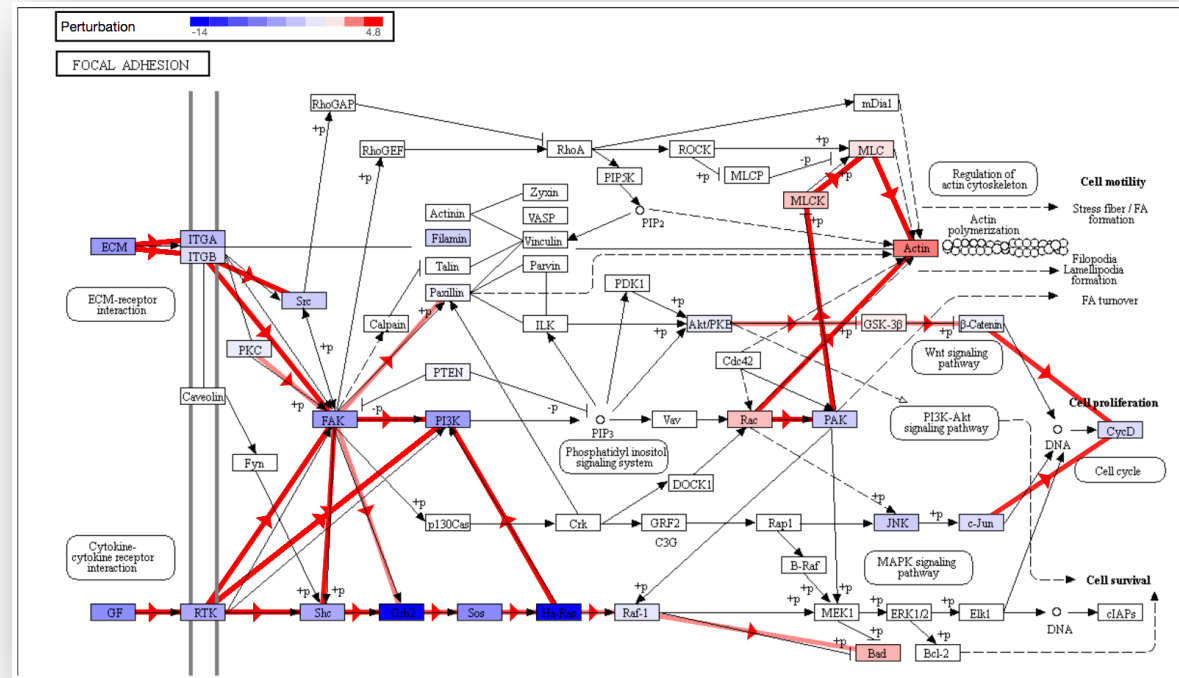 Perturbation
-14
4.8
FOCAL ADHESION
RhoGAP
mDia1
+p
+p
RhoGEF
RhoA
ROCK
MLC
-p
+p
MLCP
+p
PIP5K
+p
MLCK
+p
Regulation of
actin cytoskeleton
Cell motility
Zyxin
Actinin
VASP
PIP2
Stress fiber / FA
formation
Actin
polymerization
ECM
ITGA
ITGB
Filamin
Vinculin
Actin
Talin
Parvin
Filopodia
Lamellipodia
formation
ECM-receptor
interaction
Src
Paxillin
PDK1
FA turnover
+p
Calpain
+p
ILK
+p
+p
Akt/PKB
GSK-3β
+p
β-Catenin
PKC
Wnt signaling
pathway
PTEN
Cdc42
Caveolin
+p
-p
-p
Cell proliferation
FAK
PI3K
PIP3
Vav
Rac
PAK
PI3K-Akt
signaling pathway
DNA
CycD
Phosphatidyl inositol
signaling system
Fyn
Cell cycle
DOCK1
+p
+p
p130Cas
Crk
GRF2
Rap1
JNK
+p
c-Jun
C3G
Cytokine-
cytokine receptor
interaction
B-Raf
MAPK signaling
pathway
Cell survival
+p
+p
+p
+p
+p
+p
+p
GF
RTK
Shc
Grb2
Sos
Ha-Ras
Raf-1
MEK1
ERK1/2
Elk1
cIAPs
DNA
+p
+p
+p
Bad
Bcl-2